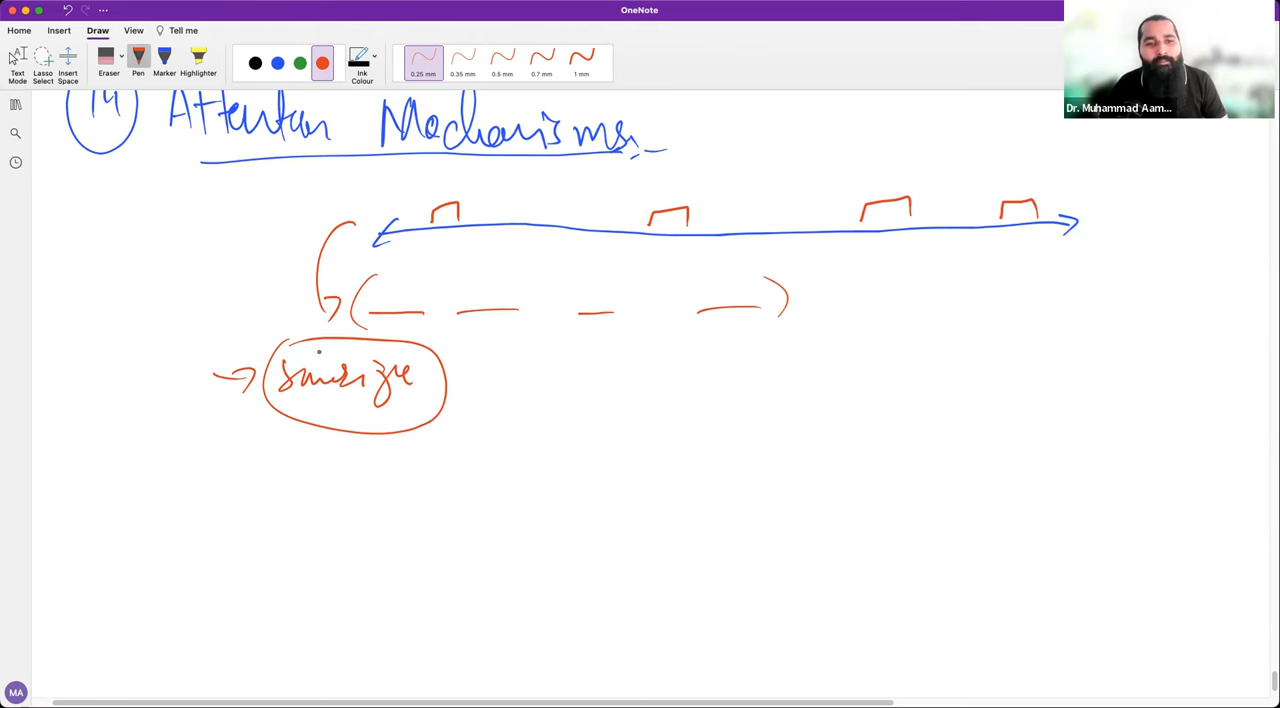 OneNote
Home Insert Draw View Tell me
Text Mode Lasso Select Insert Space Eraser Pen Marker Highlighter 0.25 mm 0.35 mm 0.5 mm 0.7 mm 1 mm Ink Colour
Dr. Muhammad Aam...
14 Attention Mechanisms:-
MA